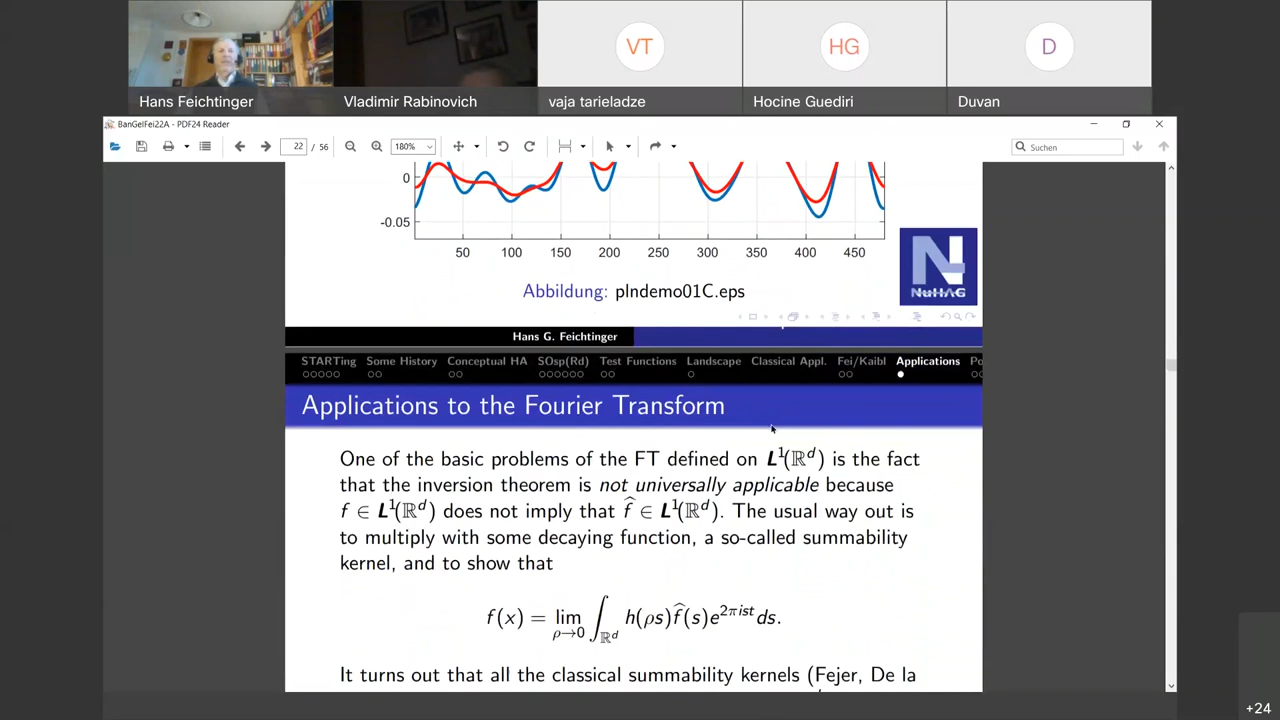 VT
HG
D
Hans Feichtinger
Vladimir Rabinovich
vaja tarieladze
Hocine Guediri
Duvan
BanGelFei22A - PDF24 Reader
22 / 56
180%
Suchen
0
-0.05
50 100 150 200 250 300 350 400 450
NuHAG
Abbildung: plndemo01C.eps
Hans G. Feichtinger
STARTing Some History Conceptual HA SOsp(Rd) Test Functions Landscape Classical Appl. Fei/Kaibl Applications Po
Applications to the Fourier Transform
One of the basic problems of the FT defined on L¹(ℝᵈ) is the fact
that the inversion theorem is not universally applicable because
f ∈ L¹(ℝᵈ) does not imply that f̂ ∈ L¹(ℝᵈ). The usual way out is
to multiply with some decaying function, a so-called summability
kernel, and to show that
f(x) = lim_{ρ→0} ∫_{ℝᵈ} h(ρs)f̂(s)e^{2πist}ds.
It turns out that all the classical summability kernels (Fejer, De la
+24